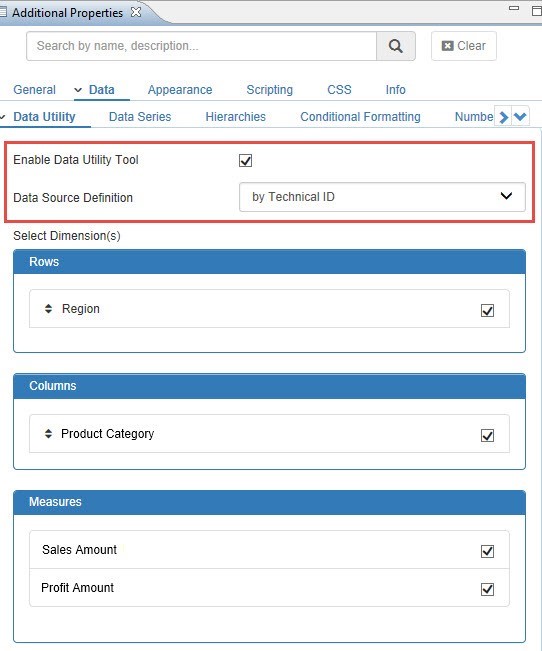 Additional Properties
Search by name, description...
Clear
General Data Appearance Scripting CSS Info
Data Utility Data Series Hierarchies Conditional Formatting Numbe
Enable Data Utility Tool
Data Source Definition by Technical ID
Select Dimension(s)
Rows
Region
Columns
Product Category
Measures
Sales Amount
Profit Amount